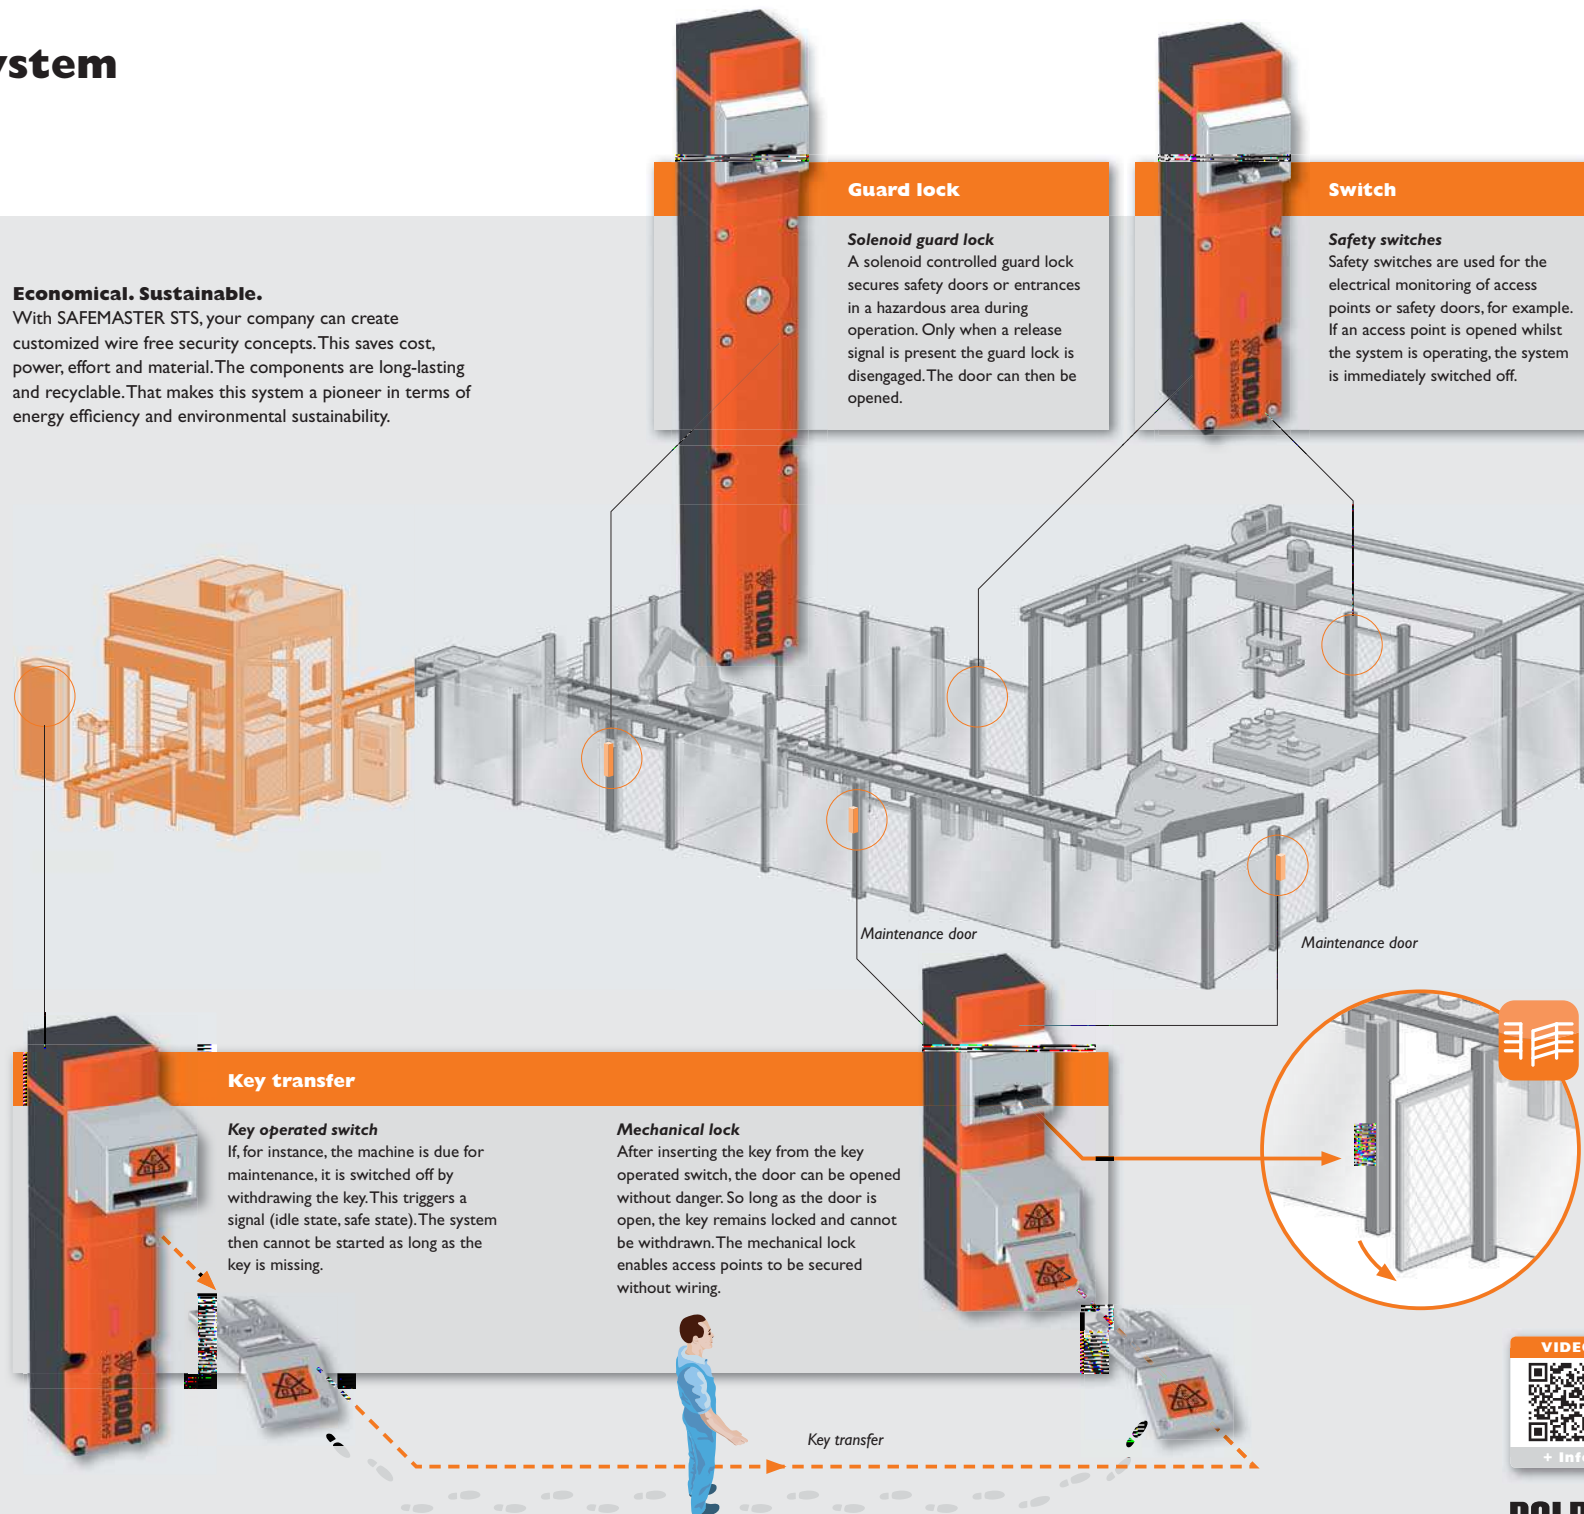 ystem
Economical. Sustainable.
With SAFEMASTER STS, your company can create
customized wire free security concepts. This saves cost,
power, effort and material. The components are long-lasting
and recyclable. That makes this system a pioneer in terms of
energy efficiency and environmental sustainability.
Guard lock
Solenoid guard lock
A solenoid controlled guard lock
secures safety doors or entrances
in a hazardous area during
operation. Only when a release
signal is present the guard lock is
disengaged. The door can then be
opened.
SAFEMASTER STS
DOLD
Switch
Safety switches
Safety switches are used for the
electrical monitoring of access
points or safety doors, for example.
If an access point is opened whilst
the system is operating, the system
is immediately switched off.
SAFEMASTER STS
DOLD
Maintenance door
Maintenance door
Key transfer
Key operated switch
If, for instance, the machine is due for
maintenance, it is switched off by
withdrawing the key. This triggers a
signal (idle state, safe state). The system
then cannot be started as long as the
key is missing.
SAFEMASTER STS
DOLD
Mechanical lock
After inserting the key from the key
operated switch, the door can be opened
without danger. So long as the door is
open, the key remains locked and cannot
be withdrawn. The mechanical lock
enables access points to be secured
without wiring.
Key transfer
VIDEO
+ Info
DOLD